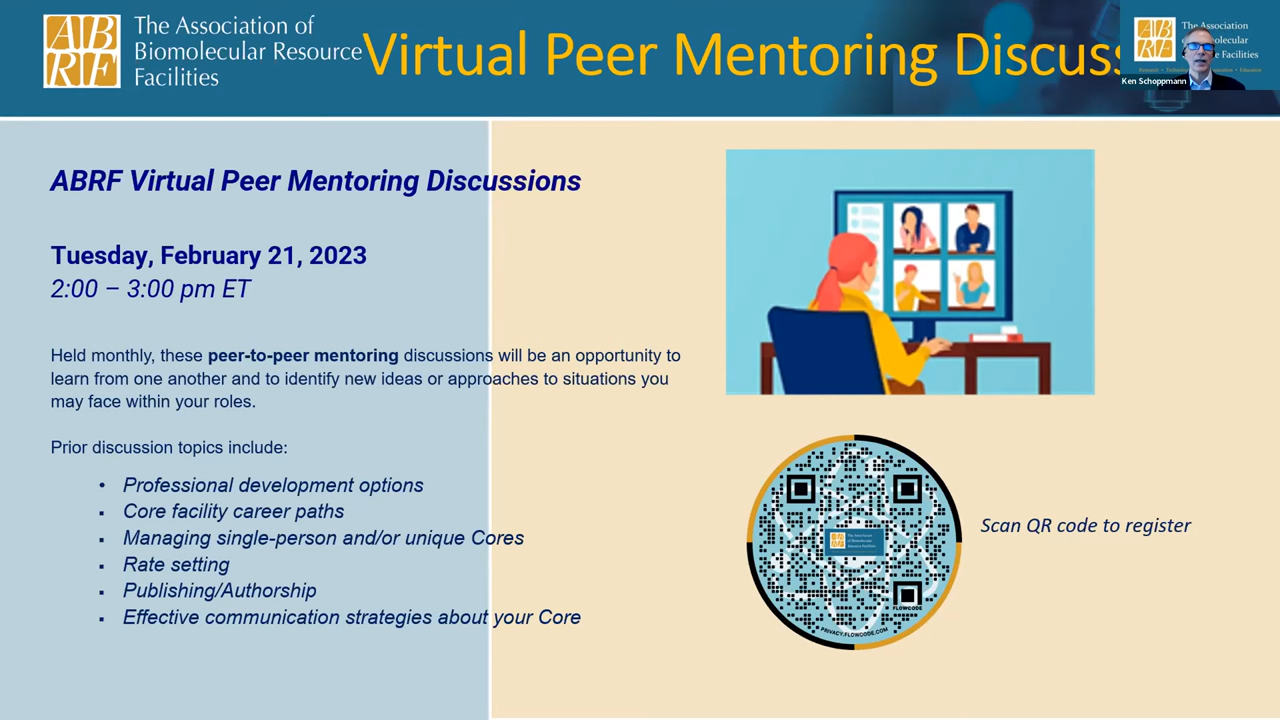 The Association of
Biomolecular Resource
Facilities
ABRF
Virtual Peer Mentoring Discuss
ABRF
The Association
Biomolecular
Facilities
Ken Schoppmann
ABRF Virtual Peer Mentoring Discussions
Tuesday, February 21, 2023
2:00 – 3:00 pm ET
Held monthly, these peer-to-peer mentoring discussions will be an opportunity to
learn from one another and to identify new ideas or approaches to situations you
may face within your roles.
Prior discussion topics include:
• Professional development options
▪ Core facility career paths
▪ Managing single-person and/or unique Cores
▪ Rate setting
▪ Publishing/Authorship
▪ Effective communication strategies about your Core
Scan QR code to register
FLOWCODE
PRIVACY.FLOWCODE.COM